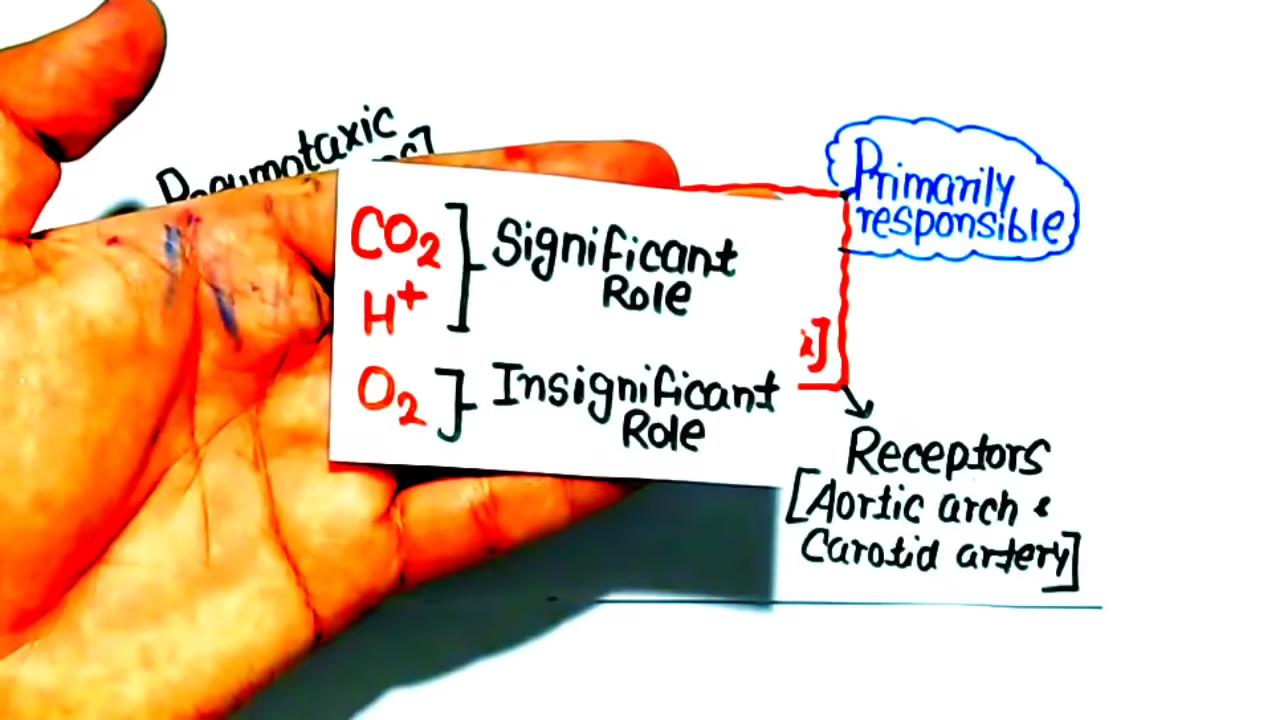 Pneumotaxic
Primarily
responsible
CO2
H+
Significant
Role
O2
Insignificant
Role
Receptors
[Aortic arch &
Carotid artery]